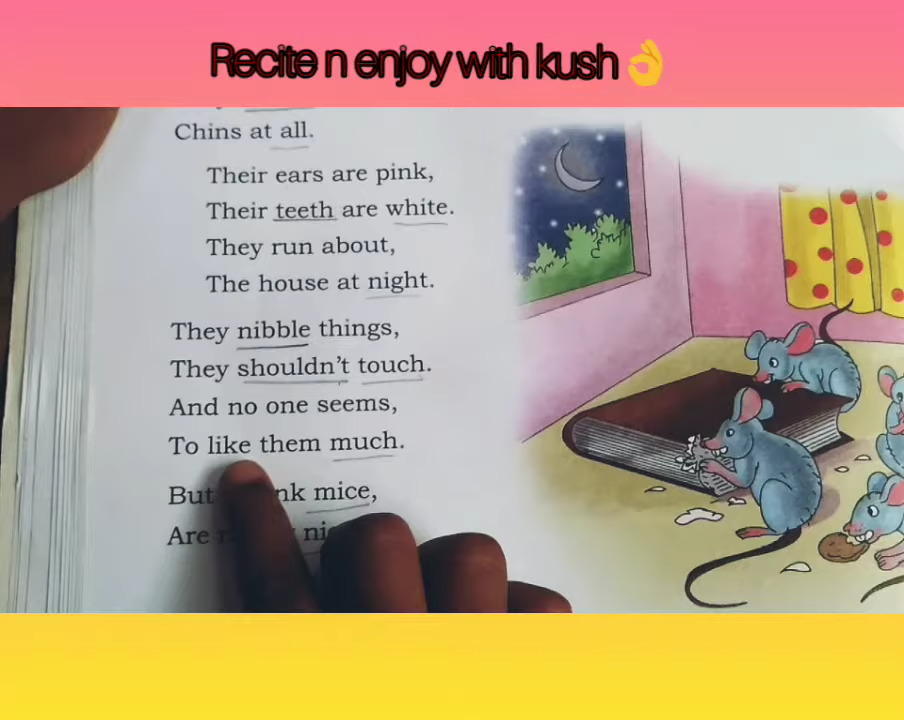 Recite n enjoy with kush👌
Chins at all.
Their ears are pink,
Their teeth are white.
They run about,
The house at night.
They nibble things,
They shouldn't touch.
And no one seems,
To like them much.
But mice,
Are